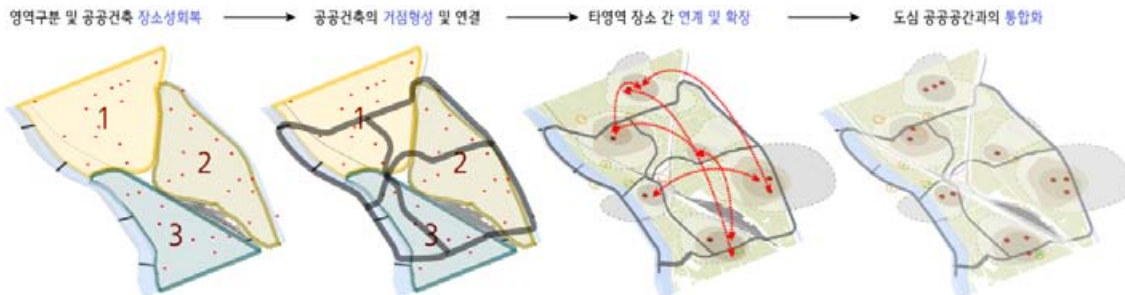 영역구분 및 공공건축 장소성회복
공공건축의 거점형성 및 연결
타영역 장소 간 연계 및 확장
도심 공공공간과의 통합화
1
2
3
1
2
3